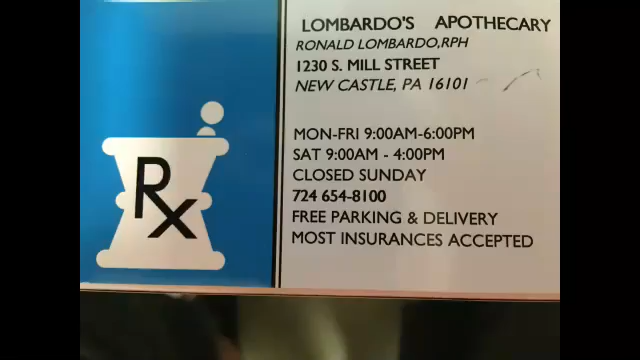 LOMBARDO'S APOTHECARY
RONALD LOMBARDO,RPH
1230 S. MILL STREET
NEW CASTLE, PA 16101
MON-FRI 9:00AM-6:00PM
SAT 9:00AM - 4:00PM
CLOSED SUNDAY
724 654-8100
FREE PARKING & DELIVERY
MOST INSURANCES ACCEPTED
Rx